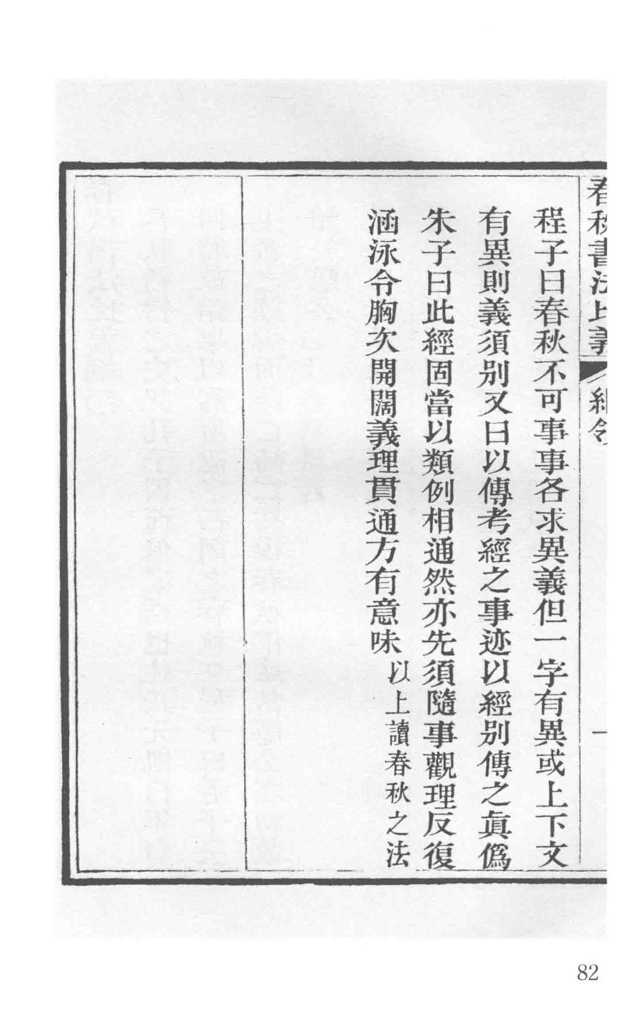 春秋書法比義
一
程子曰春秋不可事事各求異義但一字有異或上下文
有異則義須别又曰以傳考經之事迹以經别傳之眞僞
朱子曰此經固當以類例相通然亦先須隨事觀理反復
涵泳令胸次開闊義理貫通方有意味以上讀春秋之法
82